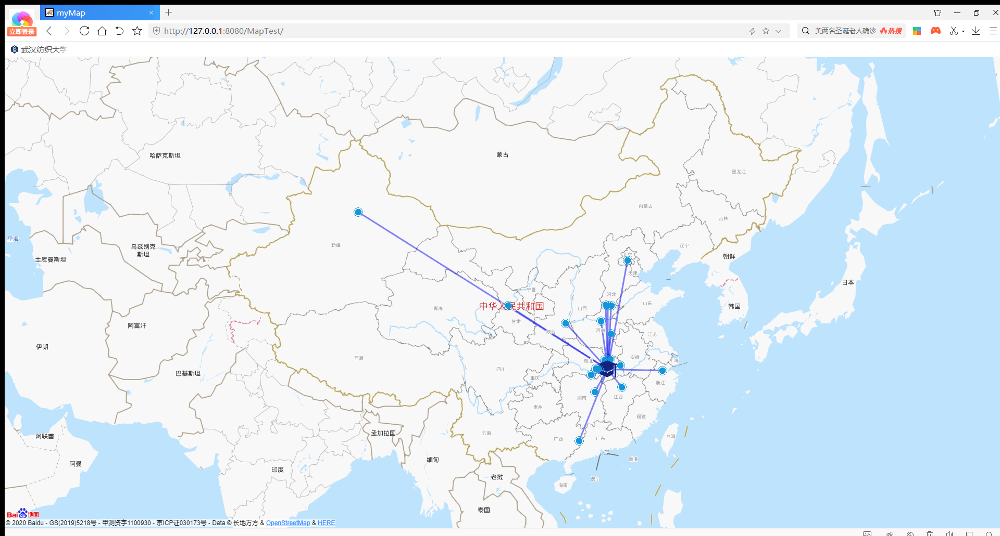 myMap
立即登录
http://127.0.0.1:8080/MapTest/
美两名圣诞老人确诊 热搜
武汉纺织大学
哈萨克斯坦
蒙古
黑龙江
内蒙古
吉林
里海
乌兹别克
斯坦
新疆
辽宁
土库曼斯坦
北京
朝鲜
天津
日本
宁夏
河北
山东
青海
中华人民共和国
山西
韩国
甘肃
阿富汗
陕西
河南
江苏
伊朗
西藏
湖北
安徽
上海
巴基斯坦
四川
重庆
浙江
湖南
江西
贵州
福建
阿联酋
孟加拉国
云南
广西
广东
台湾
阿曼
缅甸
香港
印度
老挝
澳门
海南
泰国
Bai du 地图
© 2020 Baidu - GS(2019)5218号 - 甲测资字1100930 - 京ICP证030173号 - Data © 长地万方 & OpenStreetMap & HERE